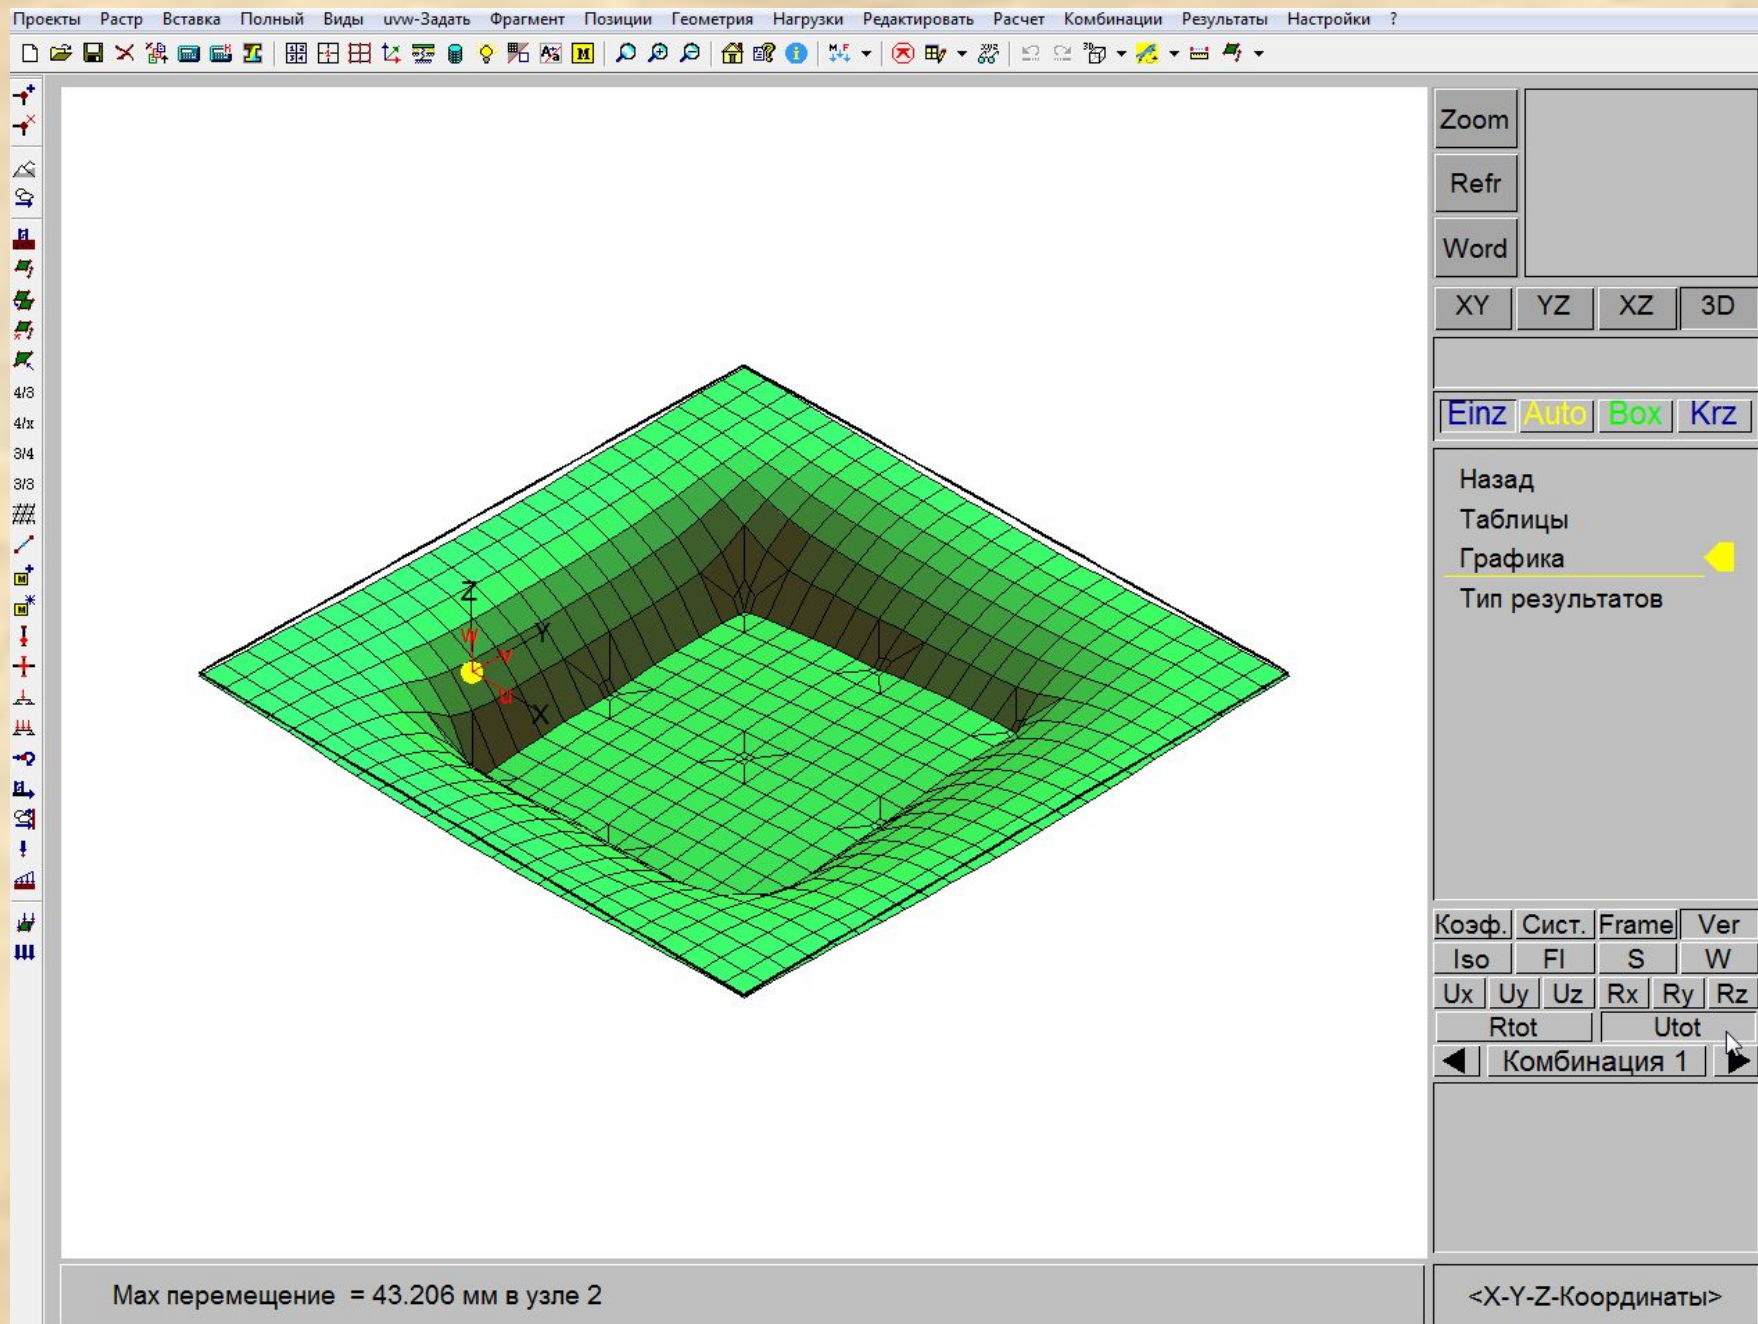 Проекты Растр Вставка Полный Виды uvw-Задать Фрагмент Позиции Геометрия Нагрузки Редактировать Расчет Комбинации Результаты Настройки ?
4/3
4/x
3/4
3/3
Zoom
Refr
Word
XY YZ XZ 3D
Einz Auto Box Krz
Назад
Таблицы
Графика
Тип результатов
Z
W
Y
v
u
X
Коэф. Сист. Frame Ver
Iso Fl S W
Ux Uy Uz Rx Ry Rz
Rtot Utot
Комбинация 1
Max перемещение = 43.206 мм в узле 2
<X-Y-Z-Координаты>